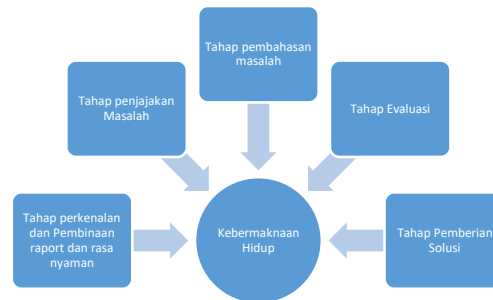 Tahap pembahasan
masalah
Tahap penjajakan
Masalah
Tahap Evaluasi
Tahap perkenalan
dan Pembinaan
raport dan rasa
nyaman
Kebermaknaan
Hidup
Tahap Pemberian
Solusi